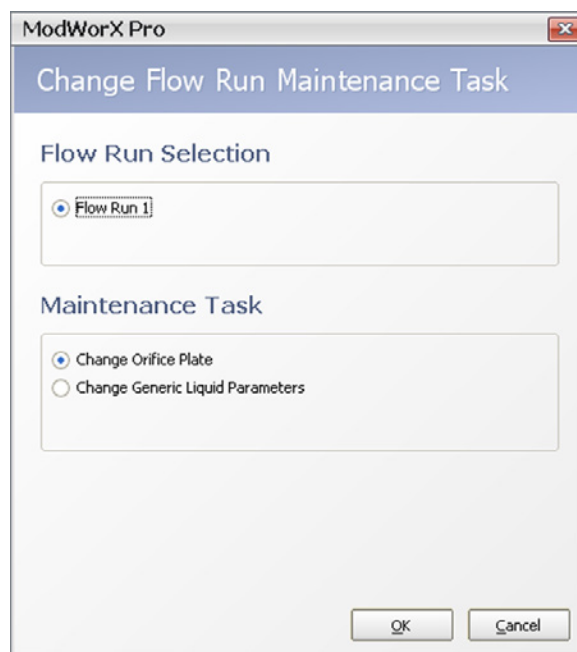 ModWorX Pro
Change Flow Run Maintenance Task
Flow Run Selection
Flow Run 1
Maintenance Task
Change Orifice Plate
Change Generic Liquid Parameters
OK
Cancel